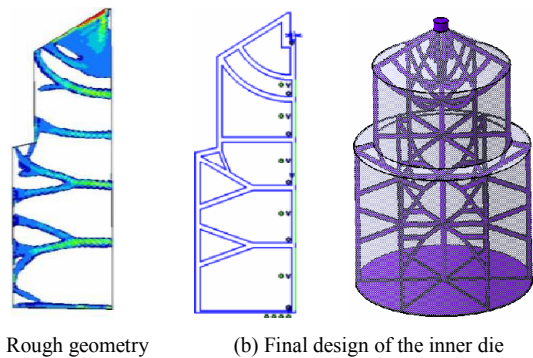 Rough geometry
(b) Final design of the inner die